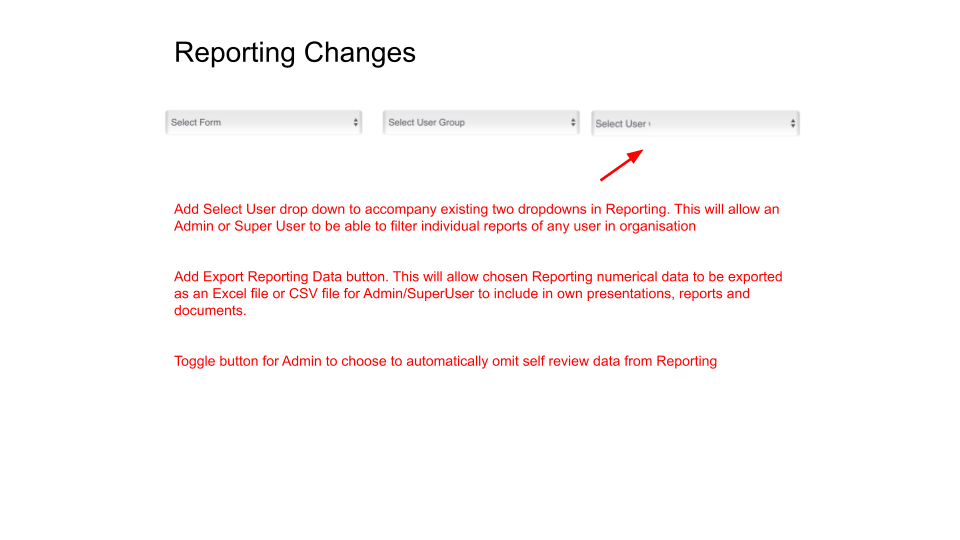 Reporting Changes
Select Form
Select User Group
Select User
Add Select User drop down to accompany existing two dropdowns in Reporting. This will allow an
Admin or Super User to be able to filter individual reports of any user in organisation
Add Export Reporting Data button. This will allow chosen Reporting numerical data to be exported
as an Excel file or CSV file for Admin/SuperUser to include in own presentations, reports and
documents.
Toggle button for Admin to choose to automatically omit self review data from Reporting